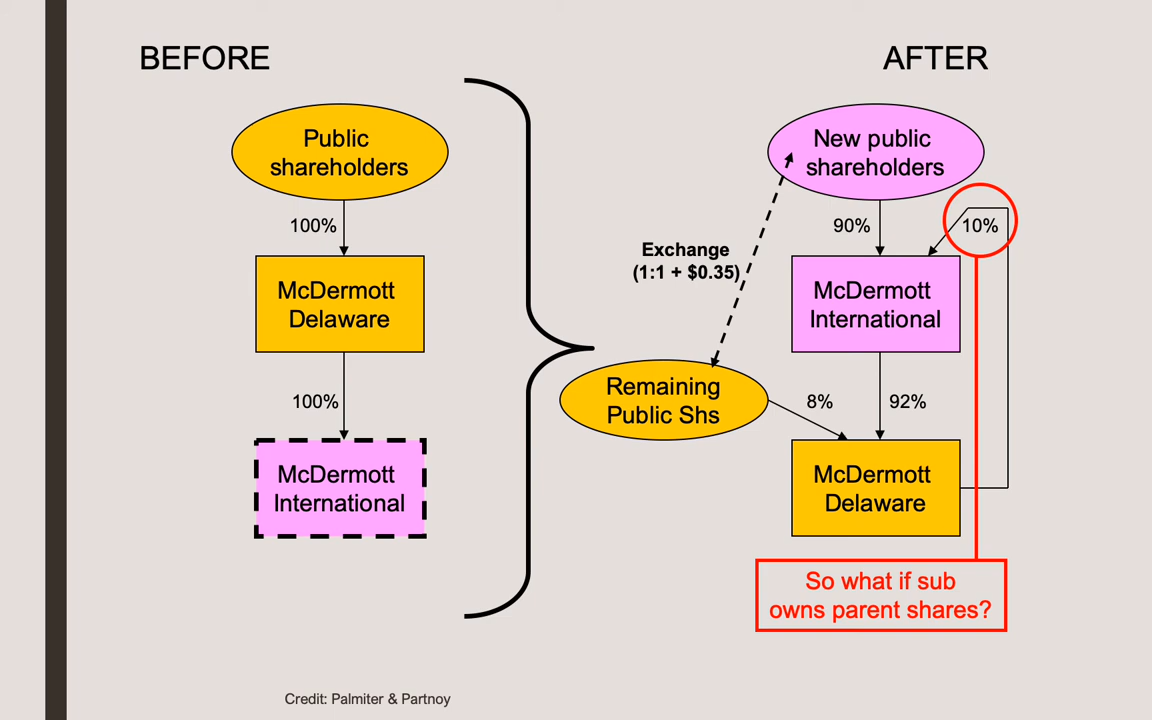 BEFORE
AFTER
Public
shareholders
100%
McDermott
Delaware
100%
McDermott
International
New public
shareholders
90%
10%
Exchange
(1:1 + $0.35)
McDermott
International
Remaining
Public Shs
8%
92%
McDermott
Delaware
So what if sub
owns parent shares?
Credit: Palmiter & Partnoy